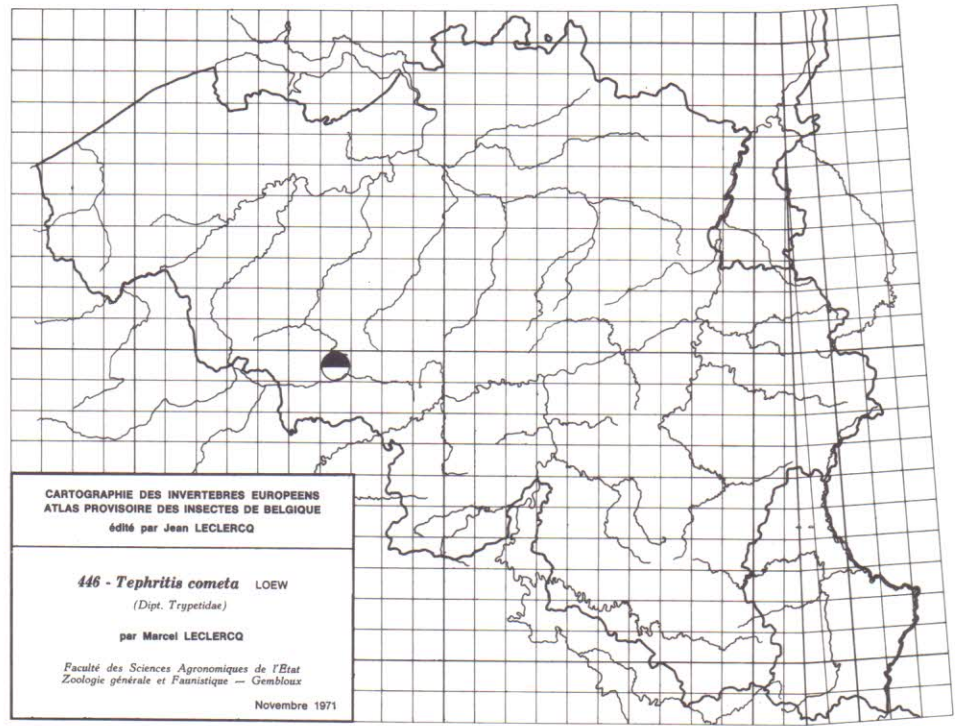 CARTOGRAPHIE DES INVERTEBRES EUROPEENS
ATLAS PROVISOIRE DES INSECTES DE BELGIQUE
édité par Jean LECLERCQ
446 - Tephritis cometa LOEW
(Dipt. Trypetidae)
par Marcel LECLERCQ
Faculté des Sciences Agronomiques de l'Etat
Zoologie générale et Faunistique — Gembloux
Novembre 1971